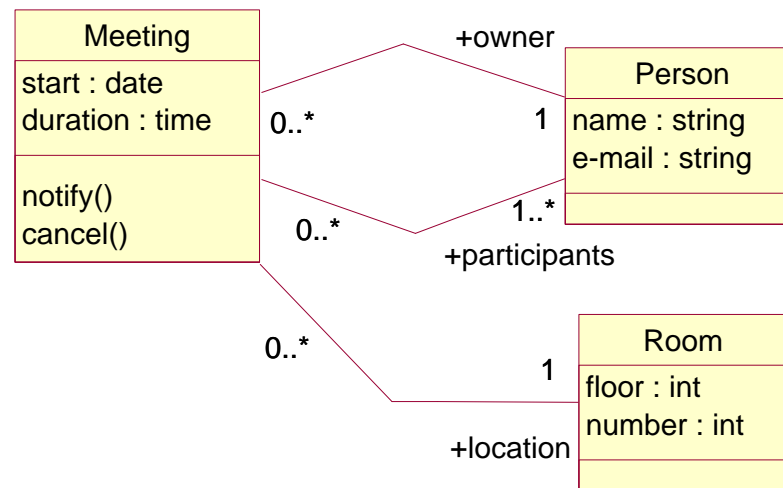 Meeting
start : date
duration : time
notify()
cancel()
+owner
0..*
1
Person
name : string
e-mail : string
0..*
1..*
+participants
0..*
1
+location
Room
floor : int
number : int